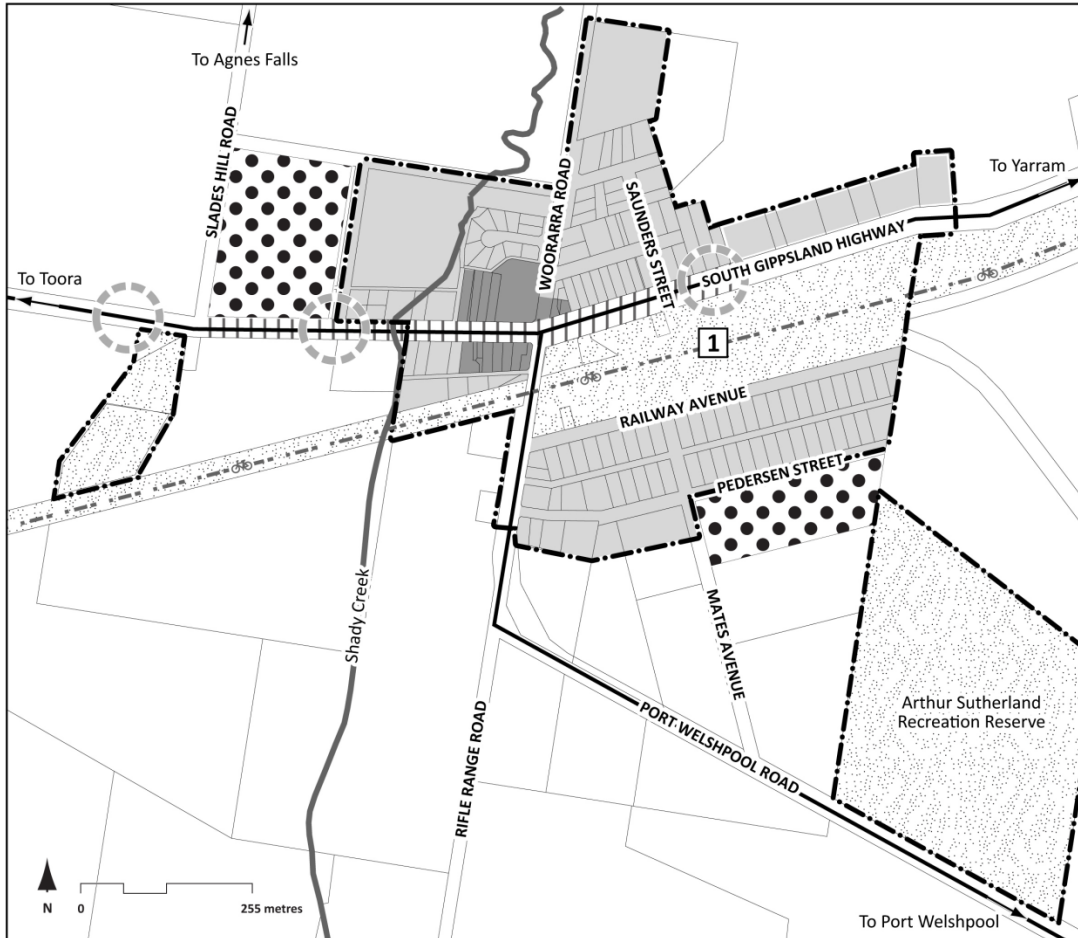 To Agnes Falls
SLADES HILL ROAD
WOORARRA ROAD
SAUNDERS STREET
To Yarram
SOUTH GIPPSLAND HIGHWAY
To Toora
1
RAILWAY AVENUE
PEDERSEN STREET
Shady Creek
MATES AVENUE
Arthur Sutherland
Recreation Reserve
RIFLE RANGE ROAD
PORT WELSHPOOL ROAD
N
0
255 metres
To Port Welshpool